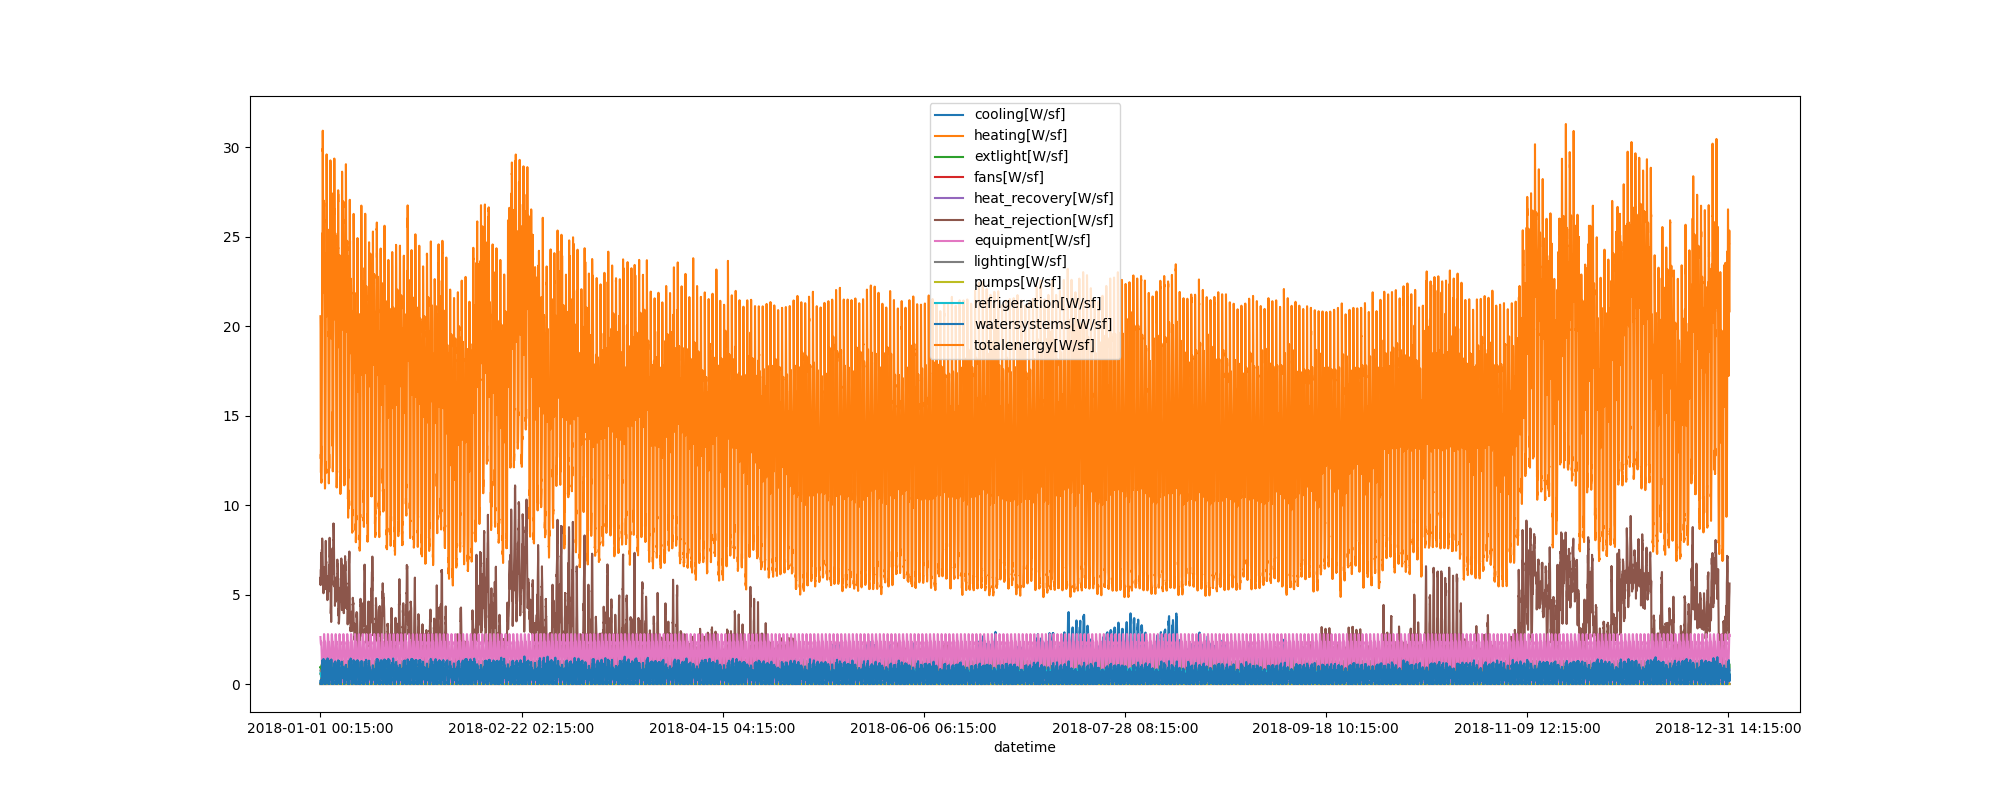 30
25
20
15
10
5
0
cooling[W/sf]
heating[W/sf]
extlight[W/sf]
fans[W/sf]
heat_recovery[W/sf]
heat_rejection[W/sf]
equipment[W/sf]
lighting[W/sf]
pumps[W/sf]
refrigeration[W/sf]
watersystems[W/sf]
totalenergy[W/sf]
2018-01-01 00:15:00 2018-02-22 02:15:00 2018-04-15 04:15:00 2018-06-06 06:15:00 2018-07-28 08:15:00 2018-09-18 10:15:00 2018-11-09 12:15:00 2018-12-31 14:15:00
datetime